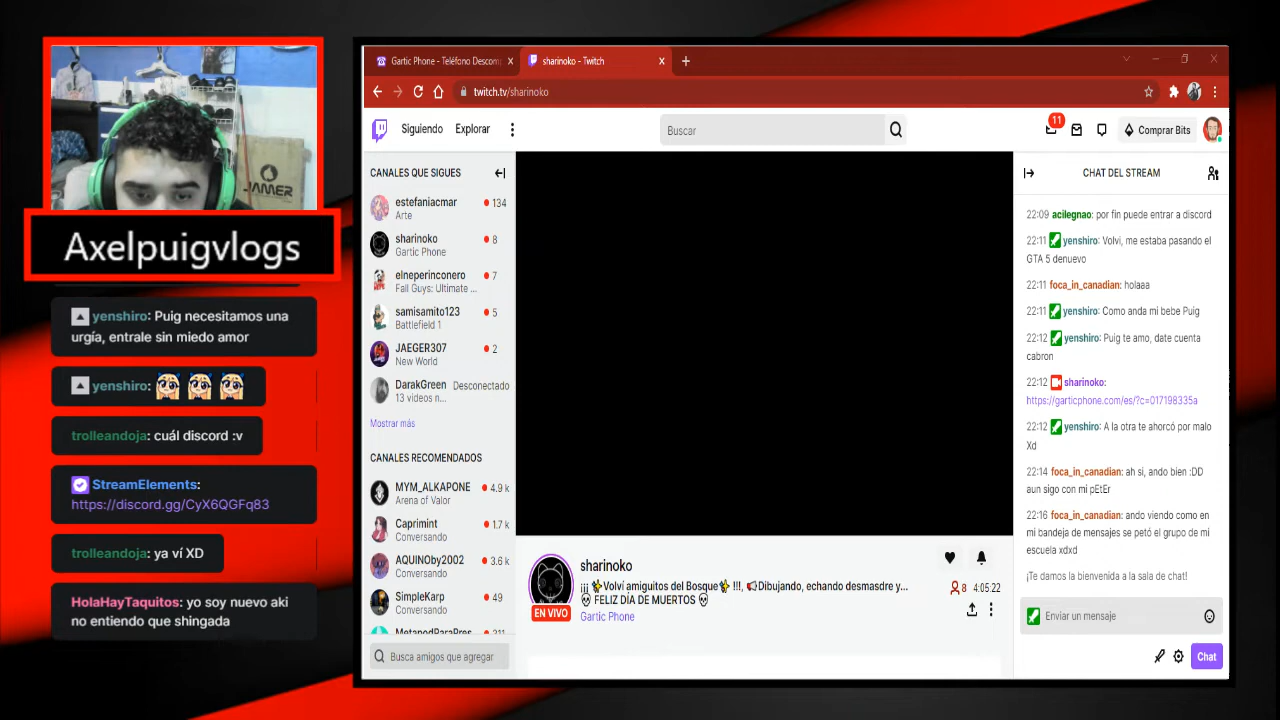 JAMER
Axelpuigvlogs
yenshiro: Puig necesitamos una
urgía, entrale sin miedo amor
yenshiro:
trolleandoja: cuál discord :v
StreamElements:
https://discord.gg/CyX6QGFq83
trolleandoja: ya ví XD
HolaHayTaquitos: yo soy nuevo aki
no entiendo que shingada
Gartic Phone - Teléfono Descom
sharinoko - Twitch
twitch.tv/sharinoko
Siguiendo
Explorar
Buscar
11
Comprar Bits
CANALES QUE SIGUES
estefaniacmar
134
Arte
sharinoko
8
Gartic Phone
elneperinconero
7
Fall Guys: Ultimate ...
samisamito123
5
Battlefield 1
JAEGER307
2
New World
DarakGreen
Desconectado
13 videos n...
Mostrar más
CANALES RECOMENDADOS
MYM_ALKAPONE
4.9 k
Arena of Valor
Caprimint
1.7 k
Conversando
AQUINOby2002
3.6 k
Conversando
SimpleKarp
49
Conversando
MetapodParaPres
211
Busca amigos que agregar
sharinoko
¡¡¡ ✨Volví amiguitos del Bosque✨ !!!, 📢Dibujando, echando desmasdre y...
💀 FELIZ DÍA DE MUERTOS 💀
Gartic Phone
EN VIVO
8
4:05:22
CHAT DEL STREAM
22:09 acilegnao: por fin puede entrar a discord
22:11 yenshiro: Volvi, me estaba pasando el
GTA 5 denuevo
22:11 foca_in_canadian: holaaa
22:11 yenshiro: Como anda mi bebe Puig
22:12 yenshiro: Puig te amo, date cuenta
cabron
22:12 sharinoko:
https://garticphone.com/es/?c=017198335a
22:12 yenshiro: A la otra te ahorcó por malo
Xd
22:14 foca_in_canadian: ah si, ando bien :DD
aun sigo con mi pEtEr
22:16 foca_in_canadian: ando viendo como en
mi bandeja de mensajes se petó el grupo de mi
escuela xdxd
¡Te damos la bienvenida a la sala de chat!
Enviar un mensaje
Chat